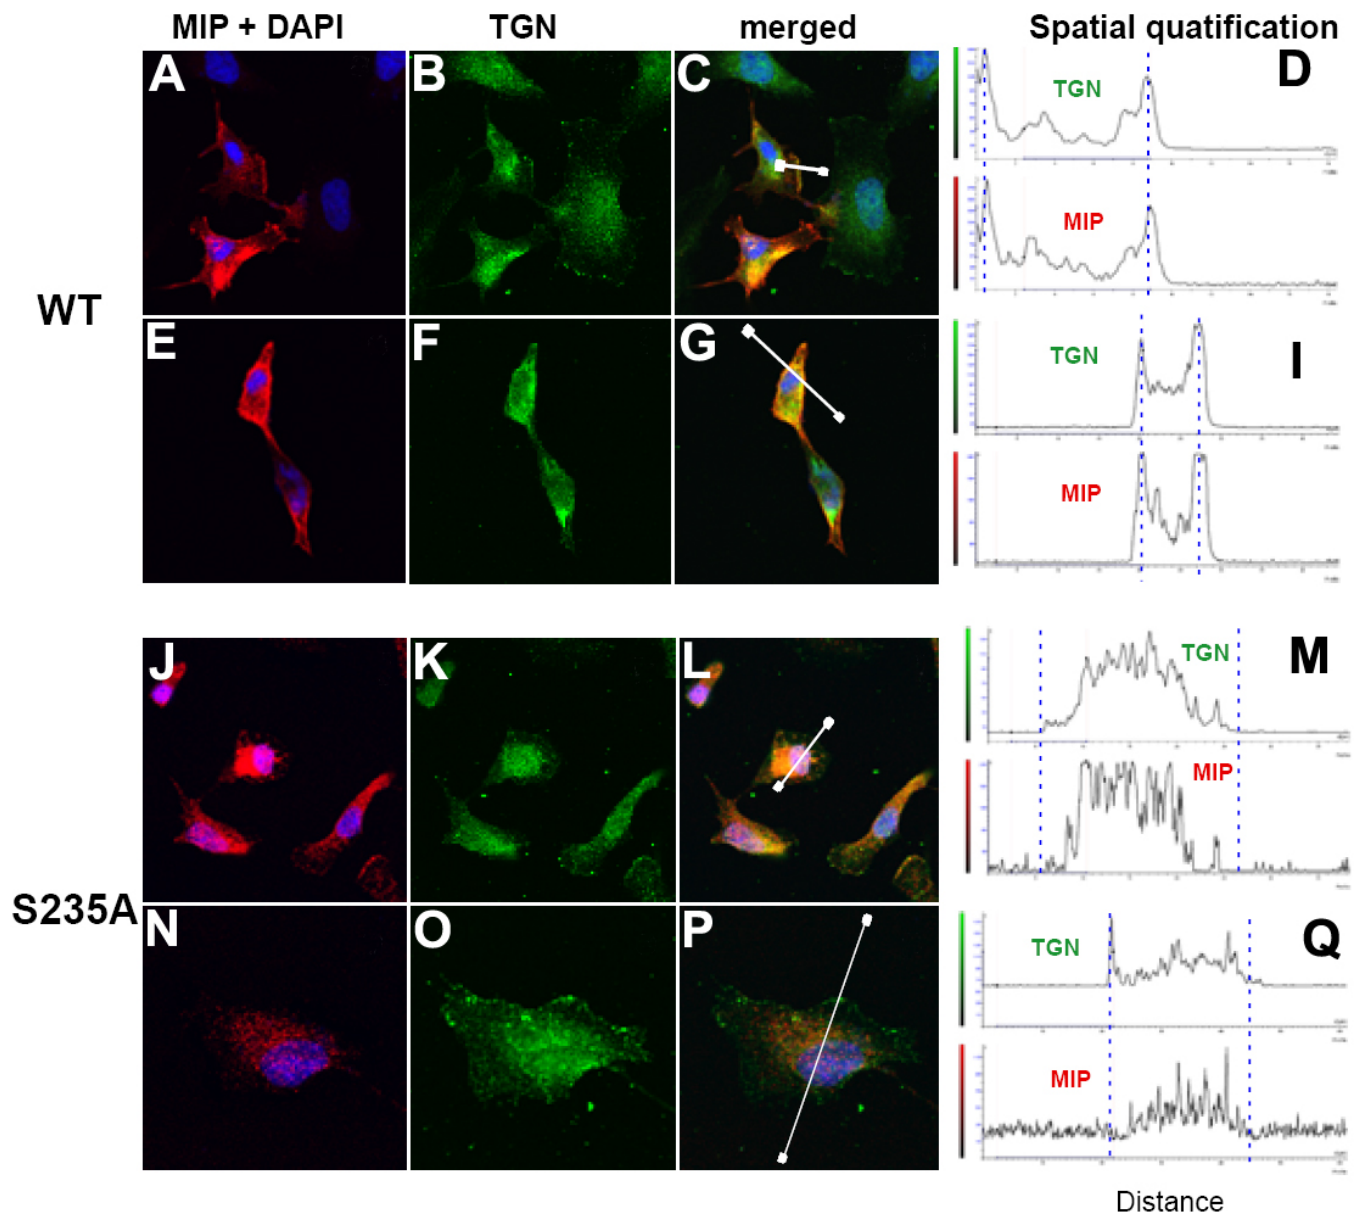 MIP + DAPI TGN merged Spatial quatification
A B C TGN D
MIP
WT
E F G TGN I
MIP
J K L TGN M
MIP
S235A
N O P TGN Q
MIP
Distance